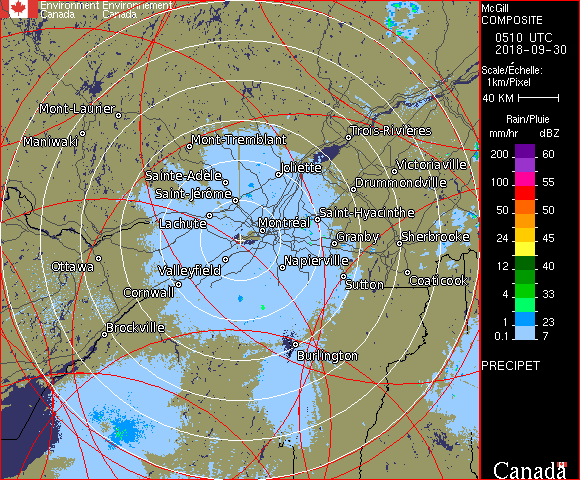 Environment Environnement
Canada Canada
McGill
COMPOSITE
0510 UTC
2018-09-30
Scale/Échelle:
1km/Pixel
40 KM
Rain/Pluie
mm/hr dBZ
200 60
100 55
50 50
24 45
12 40
4 33
1 23
0.1 7
PRECIPET
Canada
Mont-Laurier
Maniwaki
Mont-Tremblant
Trois-Rivières
Joliette
Victoriaville
Sainte-Adèle
Drummondville
Saint-Jérôme
Saint-Hyacinthe
Lachute
Montréal
Granby
Sherbrooke
Ottawa
Valleyfield
Napierville
Cornwall
Sutton
Coaticook
Brockville
Burlington